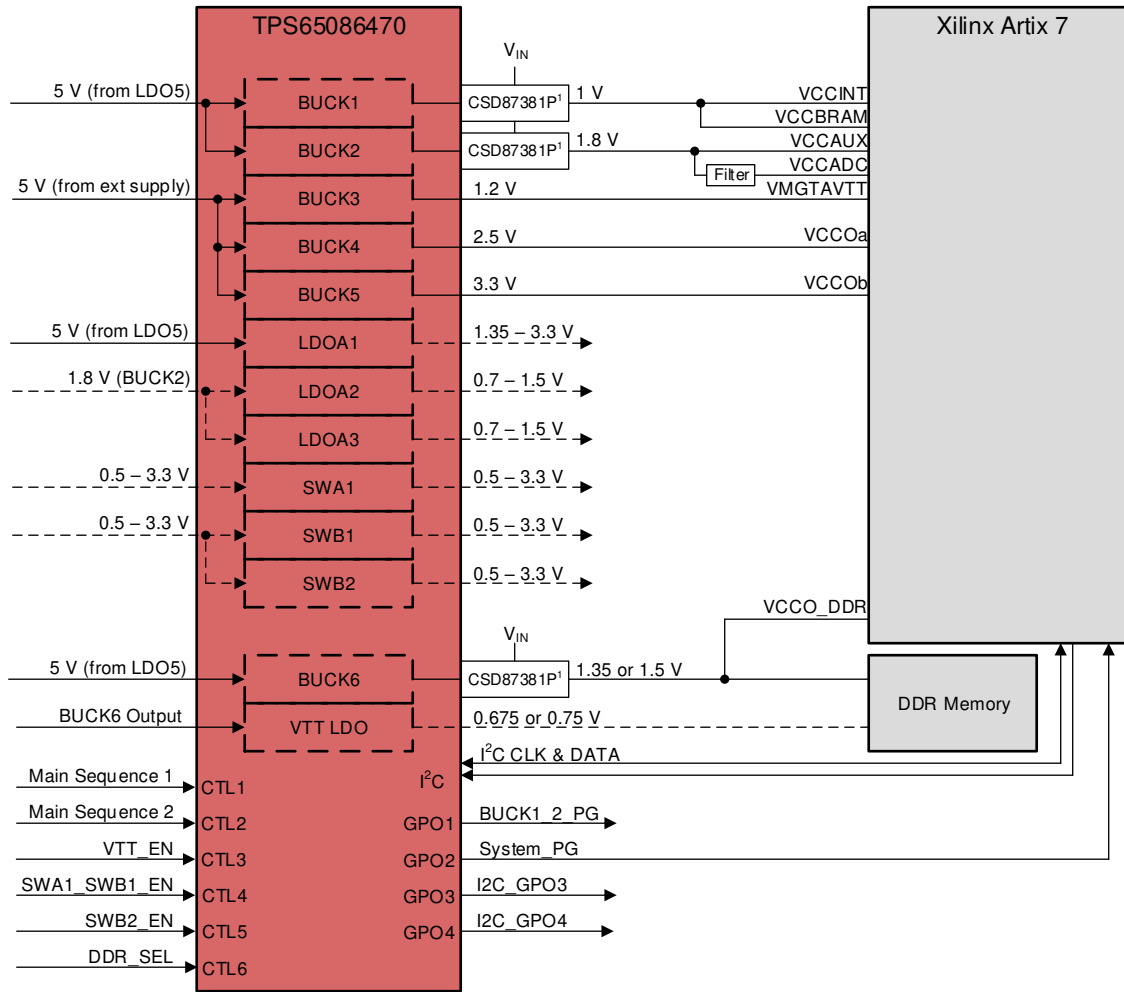 TPS65086470
Xilinx Artix 7
V_IN
5 V (from LDO5)
BUCK1
CSD87381P¹
1 V
VCCINT
VCCBRAM
BUCK2
CSD87381P¹
1.8 V
VCCAUX
Filter
VCCADC
5 V (from ext supply)
BUCK3
1.2 V
VMGTAVTT
BUCK4
2.5 V
VCCOa
BUCK5
3.3 V
VCCOb
5 V (from LDO5)
LDOA1
1.35 – 3.3 V
1.8 V (BUCK2)
LDOA2
0.7 – 1.5 V
LDOA3
0.7 – 1.5 V
0.5 – 3.3 V
SWA1
0.5 – 3.3 V
0.5 – 3.3 V
SWB1
0.5 – 3.3 V
SWB2
0.5 – 3.3 V
VCCO_DDR
V_IN
5 V (from LDO5)
BUCK6
CSD87381P¹
1.35 or 1.5 V
DDR Memory
BUCK6 Output
VTT LDO
0.675 or 0.75 V
I²C CLK & DATA
I²C
Main Sequence 1
CTL1
Main Sequence 2
CTL2
GPO1
BUCK1_2_PG
VTT_EN
CTL3
GPO2
System_PG
SWA1_SWB1_EN
CTL4
GPO3
I2C_GPO3
SWB2_EN
CTL5
GPO4
I2C_GPO4
DDR_SEL
CTL6